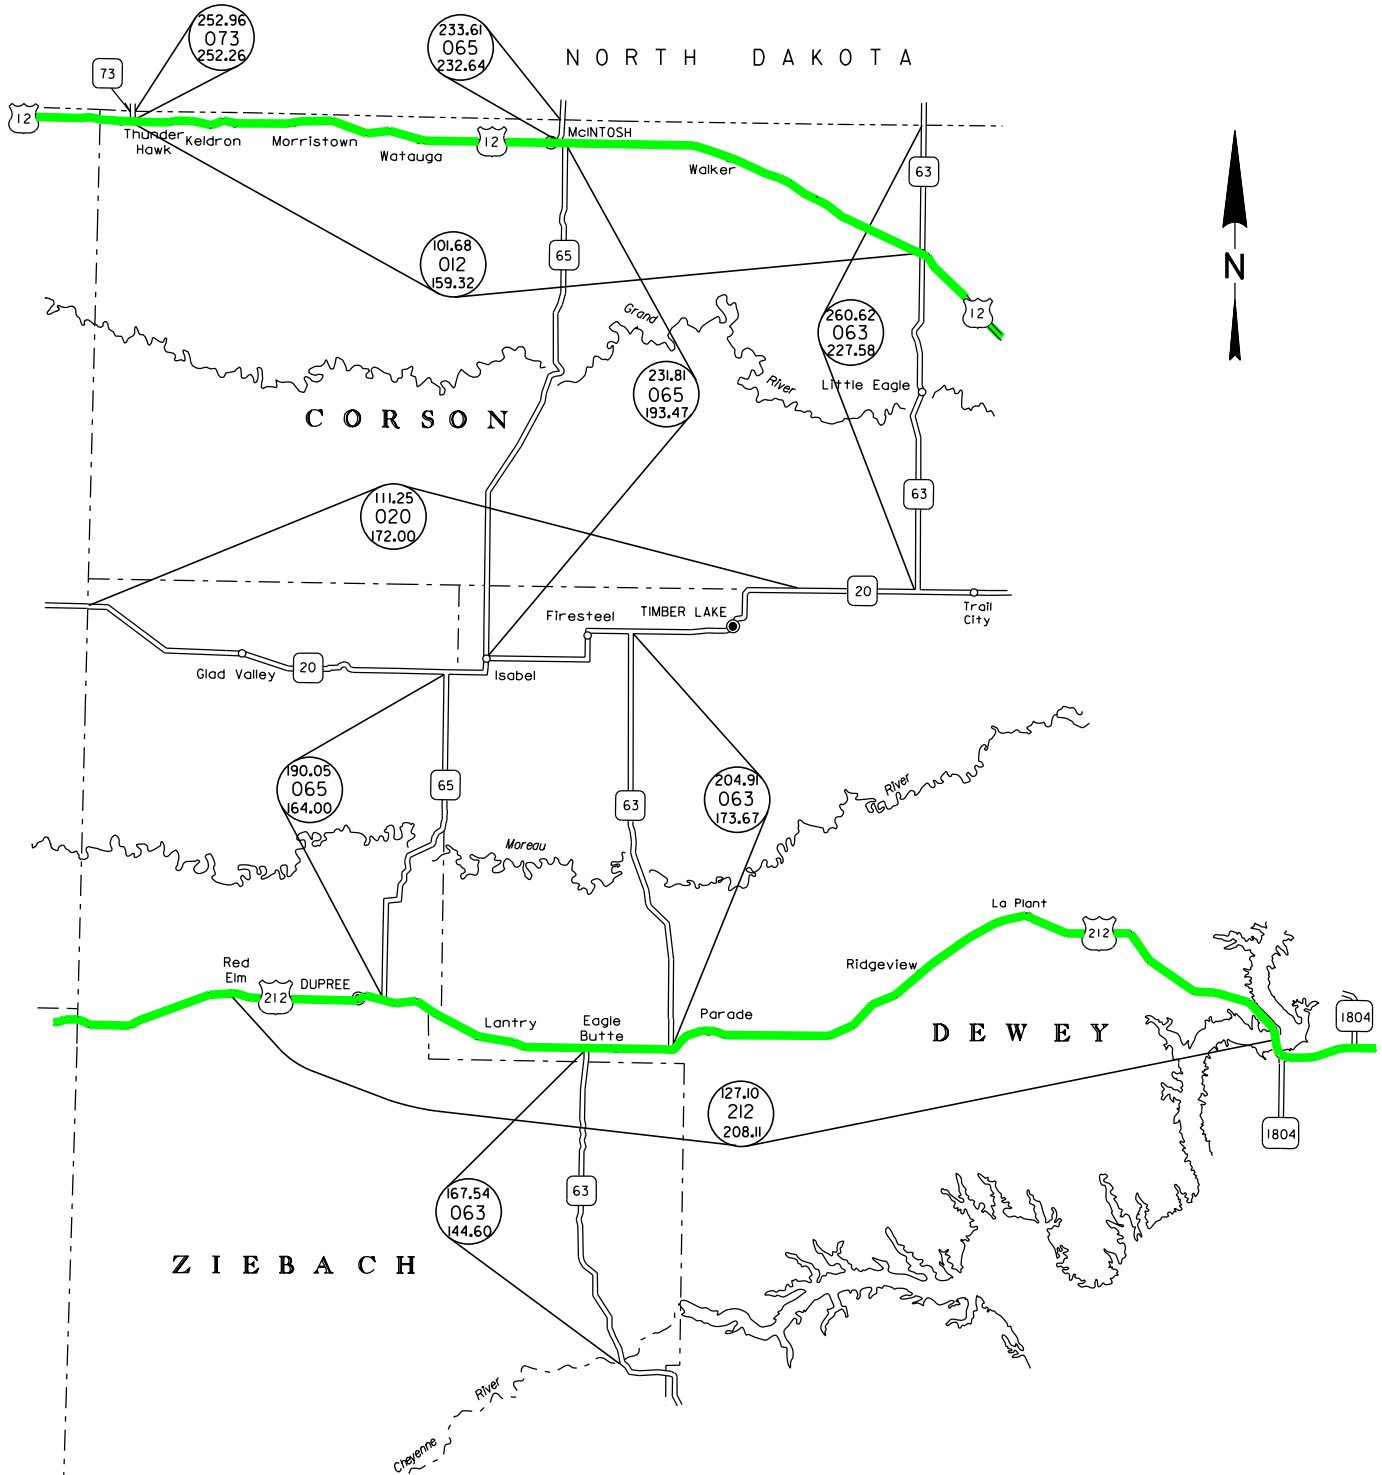 252.96
073
252.26
233.61
065
232.64
NORTH DAKOTA
73
12
Thunder
Hawk
Keldron
Morristown
Watauga
12
McINTOSH
Walker
63
101.68
012
159.32
65
N
Grand
River
12
260.62
063
227.58
Little Eagle
231.81
065
193.47
CORSON
111.25
020
172.00
63
20
Trail
City
Firesteel
TIMBER LAKE
Glad Valley
20
Isabel
190.05
065
164.00
65
63
204.91
063
173.67
River
Moreau
La Plant
212
Red
Elm
212
DUPREE
Ridgeview
Lantry
Eagle
Butte
Parade
DEWEY
1804
127.10
212
208.11
1804
167.54
063
144.60
63
ZIEBACH
River
Cheyenne